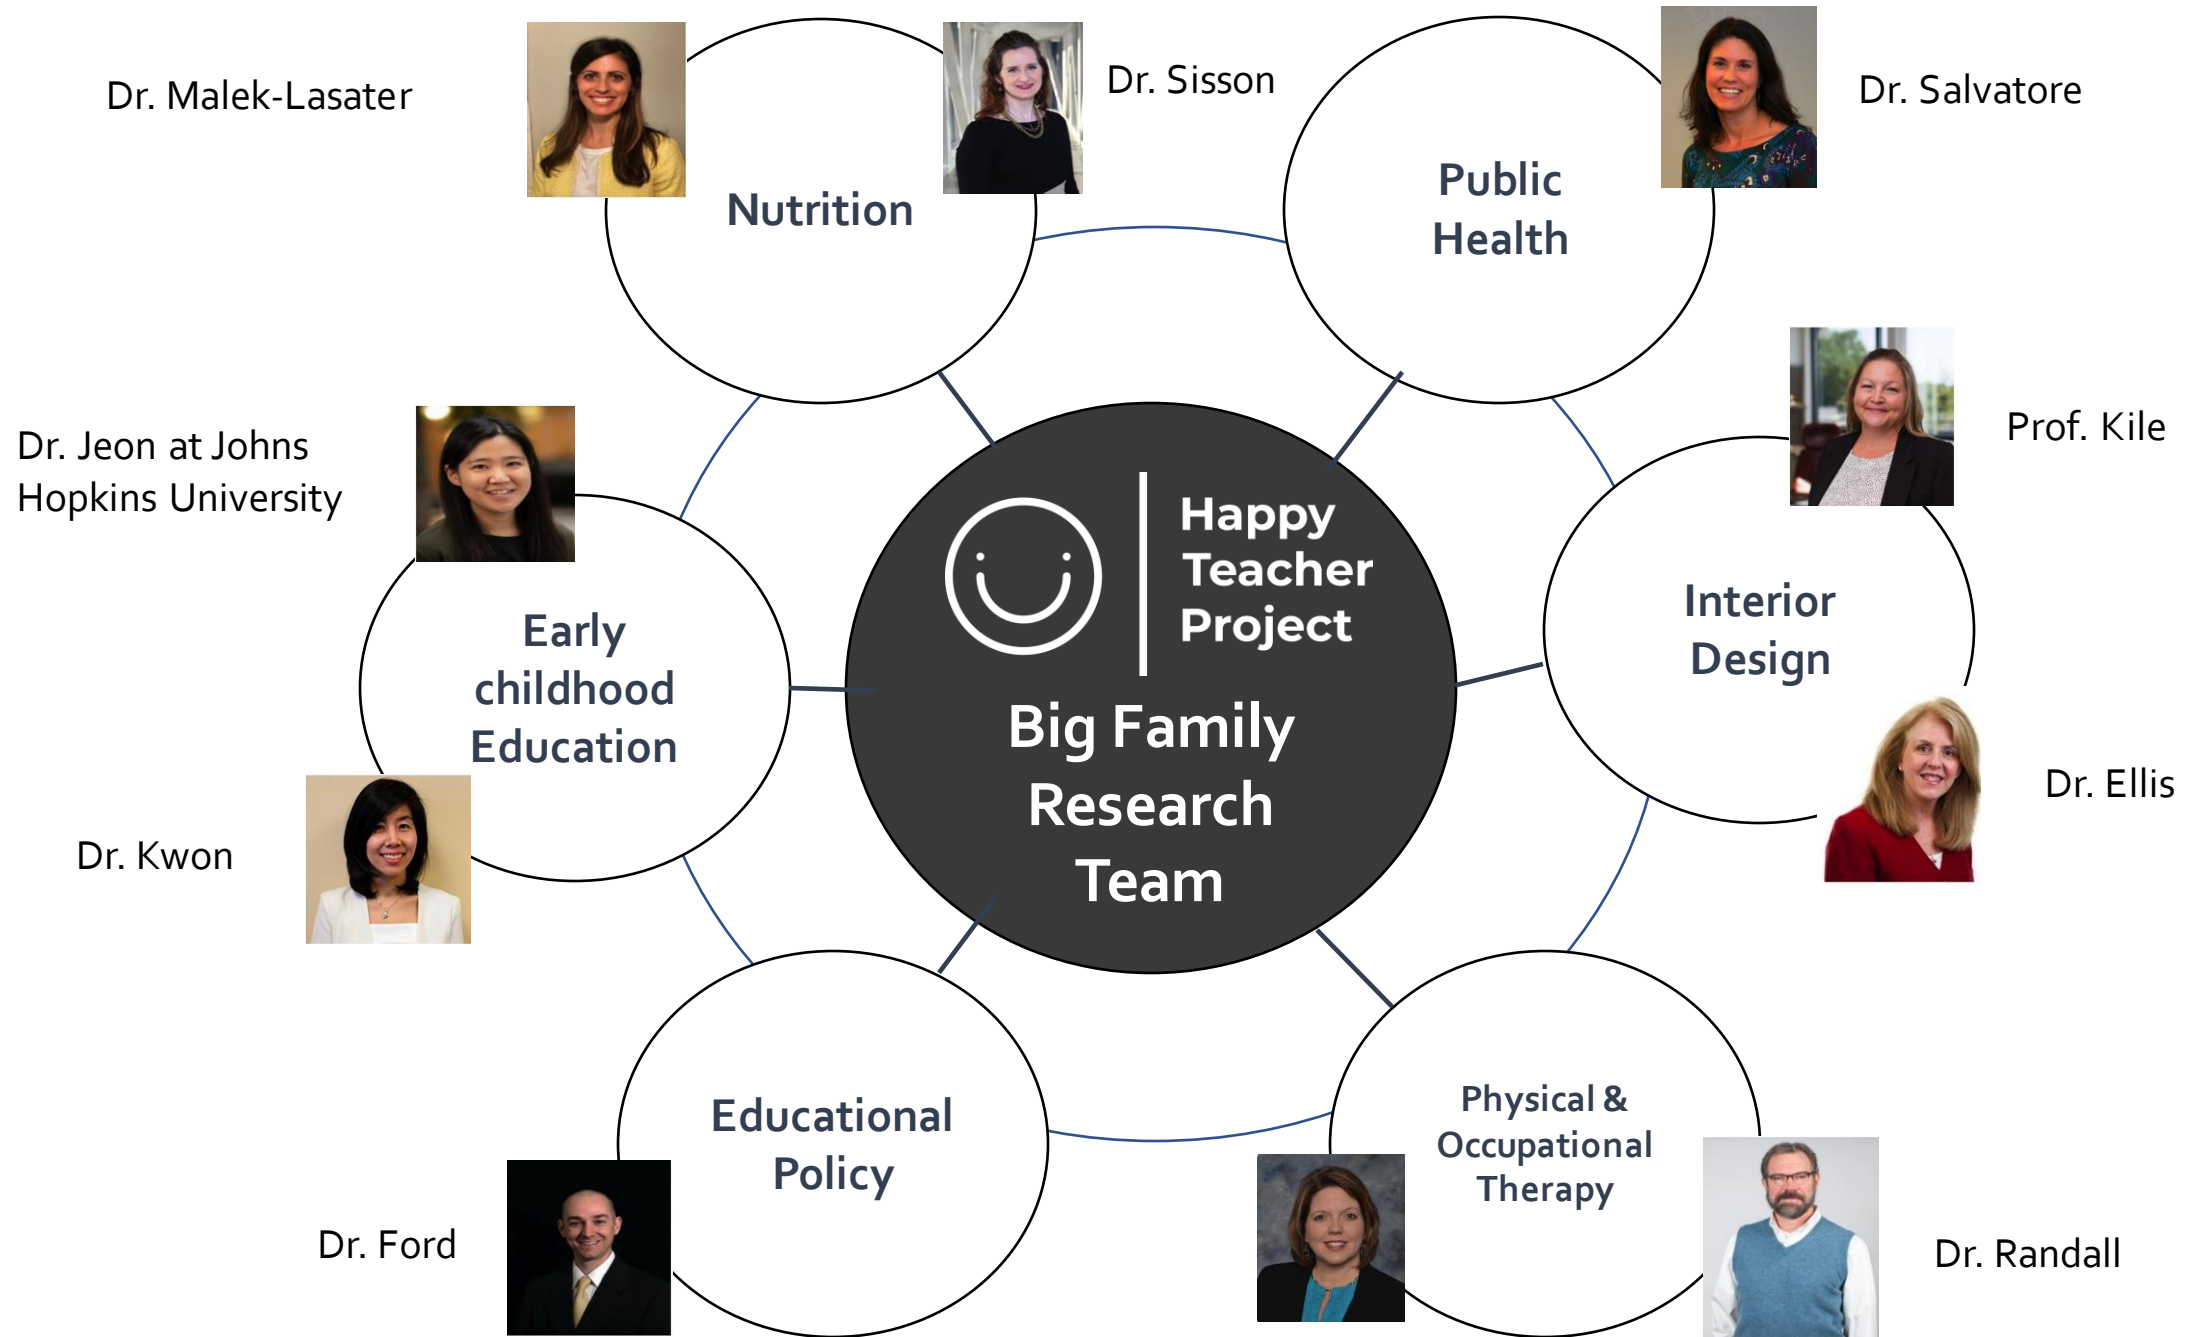 Dr. Malek-Lasater
Dr. Sisson
Dr. Salvatore
Nutrition
Public
Health
Dr. Jeon at Johns
Hopkins University
Prof. Kile
Happy
Teacher
Project
Early
childhood
Education
Interior
Design
Big Family
Research
Team
Dr. Kwon
Dr. Ellis
Educational
Policy
Physical &
Occupational
Therapy
Dr. Ford
Dr. Randall